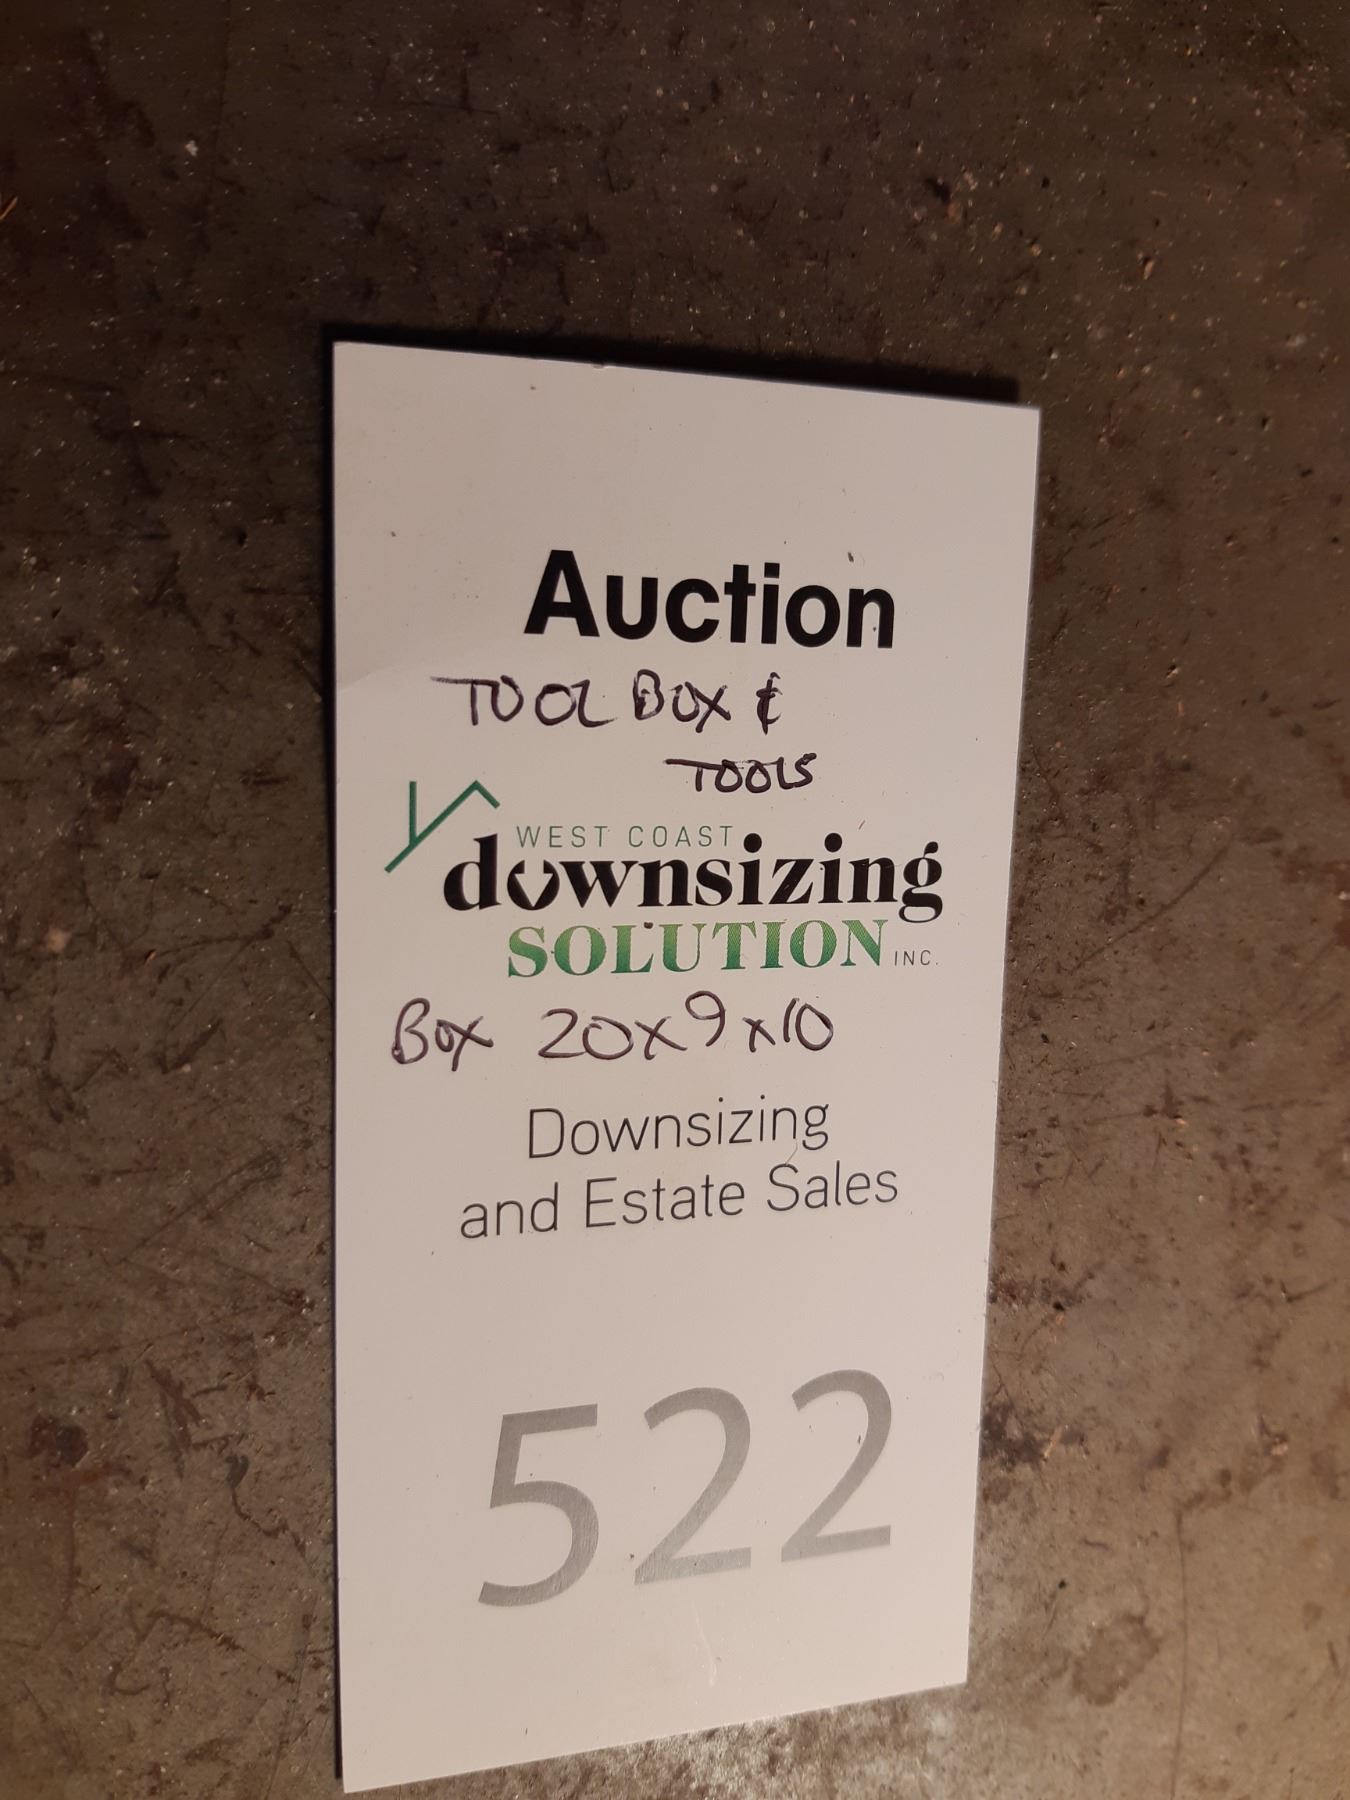 Auction
TOOL BOX &
TOOLS
WEST COAST
downsizing
SOLUTION INC.
BOX 20x9x10
Downsizing
and Estate Sales
522